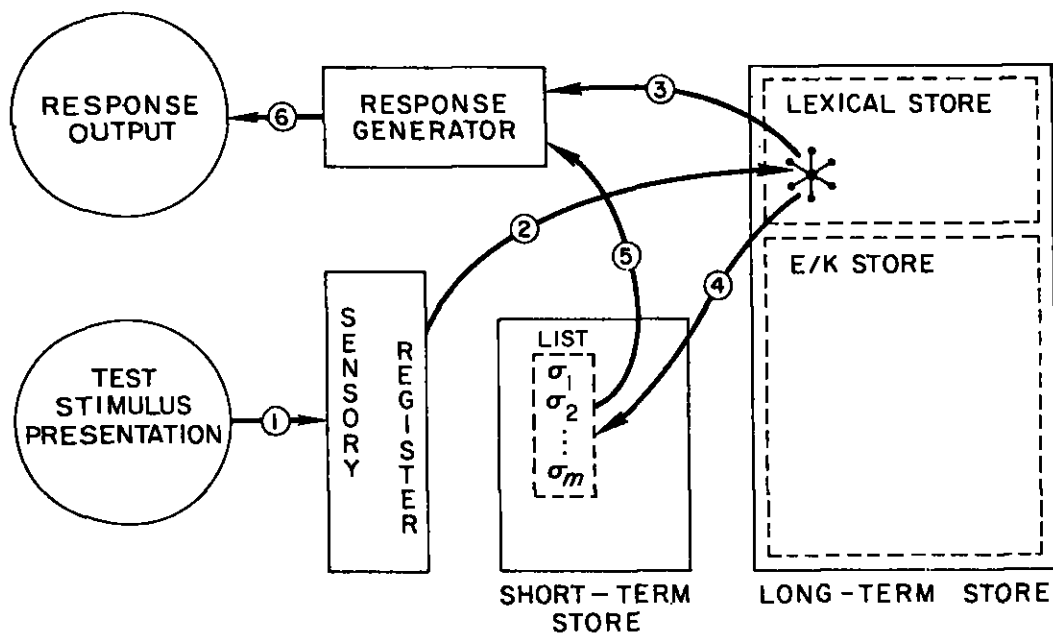 RESPONSE
OUTPUT
⑥
RESPONSE
GENERATOR
③
LEXICAL STORE
②
⑤
④
E/K STORE
TEST
STIMULUS
PRESENTATION
①
SENSORY
REGISTER
LIST
σ1
σ2
⋮
σm
SHORT-TERM
STORE
LONG-TERM STORE